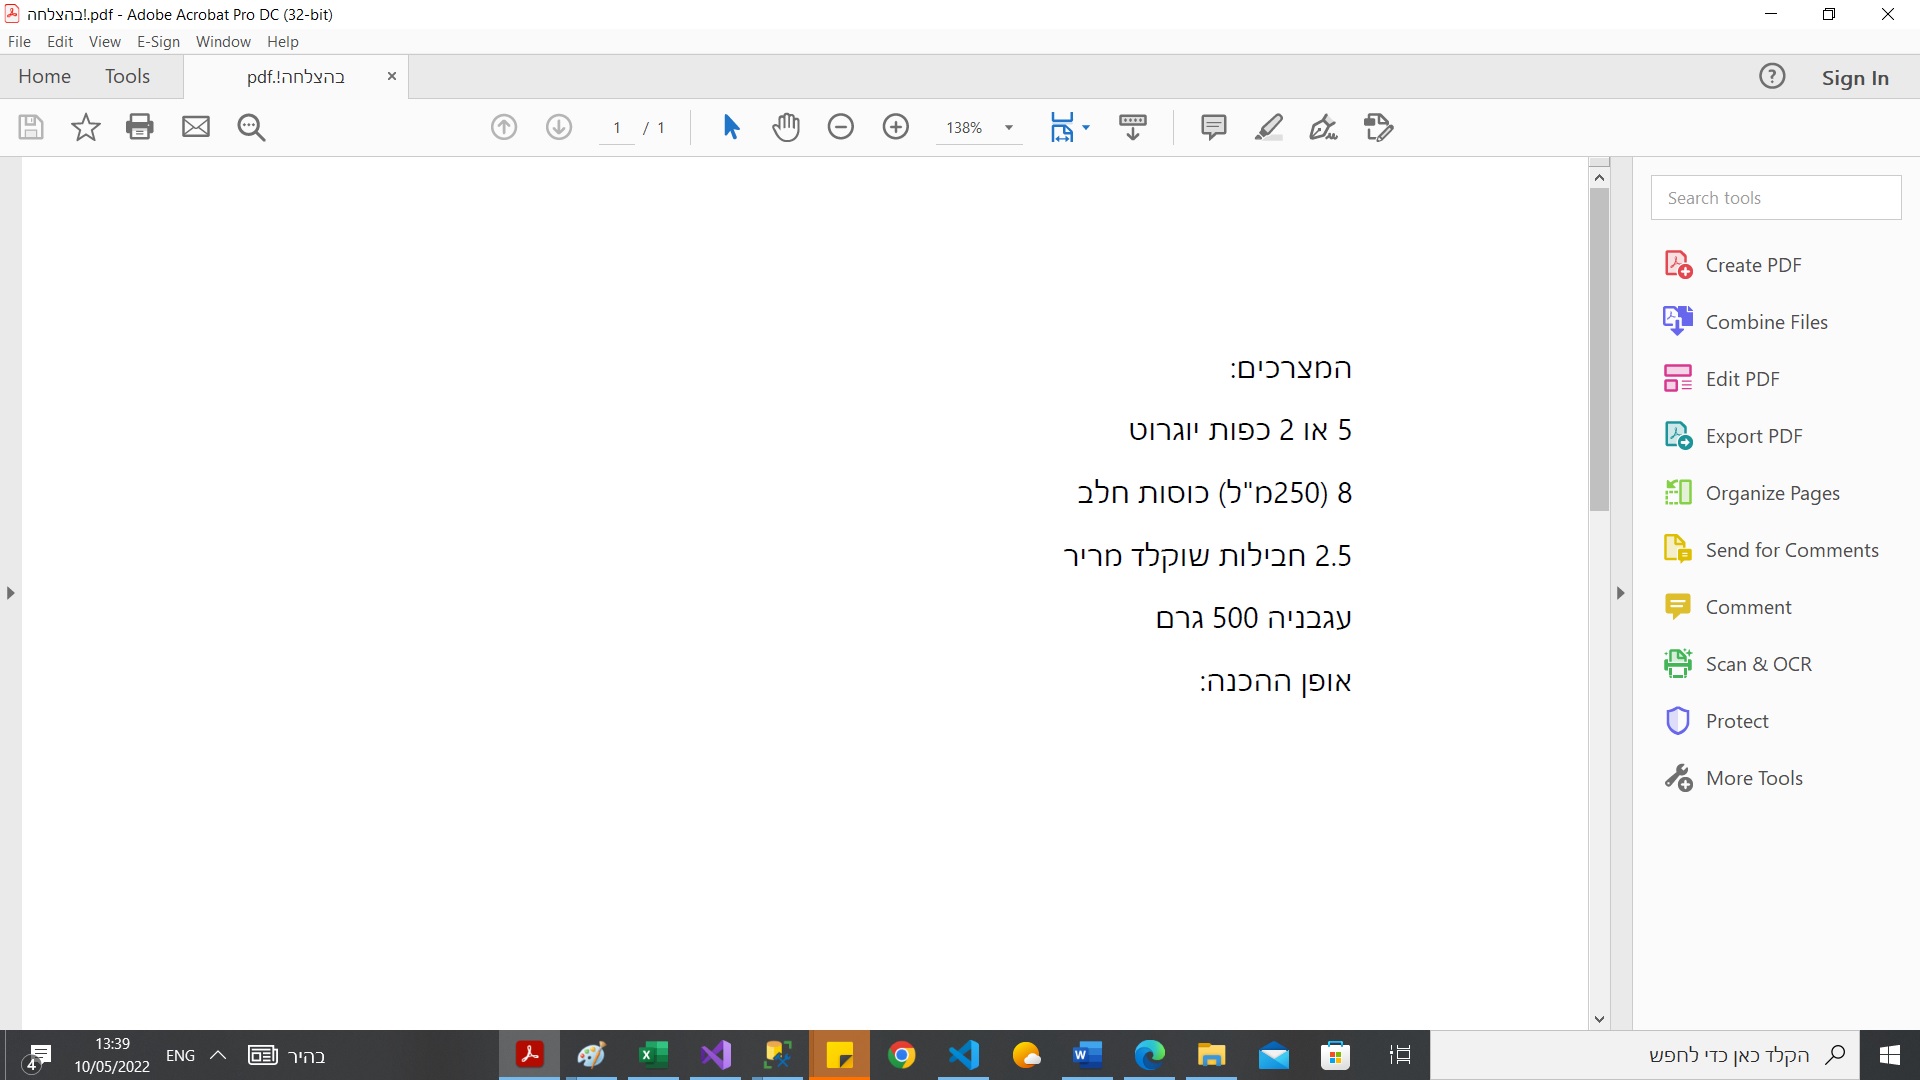 בהצלחה!.pdf - Adobe Acrobat Pro DC (32-bit)
File Edit View E-Sign Window Help
Home Tools בהצלחה!.pdf × ? Sign In
1 / 1 138%
Search tools
Create PDF
Combine Files
Edit PDF
Export PDF
Organize Pages
Send for Comments
Comment
Scan & OCR
Protect
More Tools
המצרכים:
5 או 2 כפות יוגרוט
8 (250מ"ל) כוסות חלב
2.5 חבילות שוקלד מריר
עגבניה 500 גרם
אופן ההכנה:
4
13:39
10/05/2022
ENG
בהיר
הקלד כאן כדי לחפש